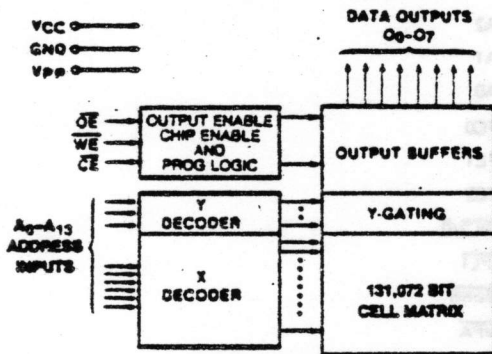 DATA OUTPUTS
O0-O7
VCC
GND
Vpp
OE
WE
CE
OUTPUT ENABLE
CHIP ENABLE
AND
PROG LOGIC
OUTPUT BUFFERS
A0-A13
ADDRESS
INPUTS
Y
DECODER
Y-GATING
X
DECODER
131,072 BIT
CELL MATRIX